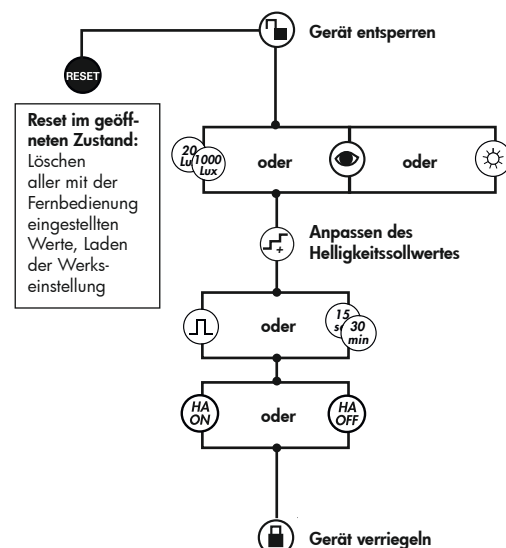 Gerät entsperren
RESET
Reset im geöff-
neten Zustand:
Löschen
aller mit der
Fernbedienung
eingestellten
Werte, Laden
der Werks-
einstellung
20
Lux
1000
Lux
oder
oder
Anpassen des
Helligkeitssollwertes
+
oder
15
30
min
HA
ON
oder
HA
OFF
Gerät verriegeln